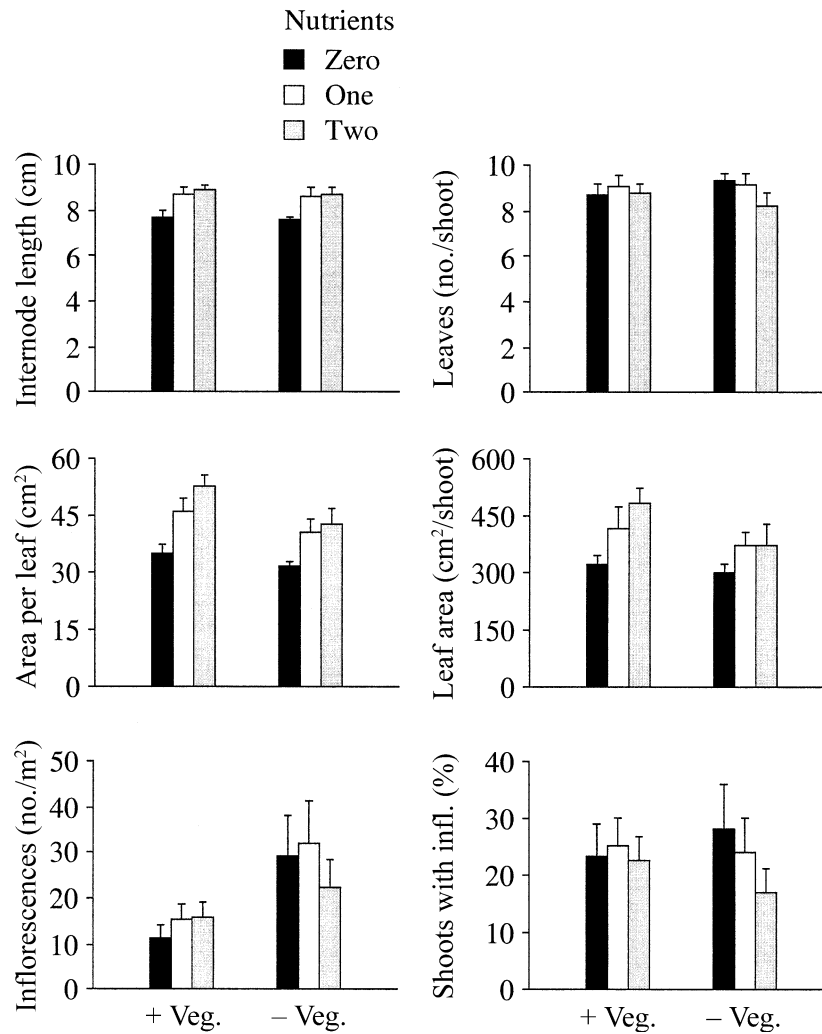 Nutrients
Zero
One
Two
Internode length (cm)
10
8
6
4
2
0
Leaves (no./shoot)
10
8
6
4
2
0
Area per leaf (cm²)
60
45
30
15
0
Leaf area (cm²/shoot)
600
450
300
150
0
Inflorescences (no./m²)
50
40
30
20
10
0
+ Veg.
– Veg.
Shoots with infl. (%)
40
30
20
10
0
+ Veg.
– Veg.